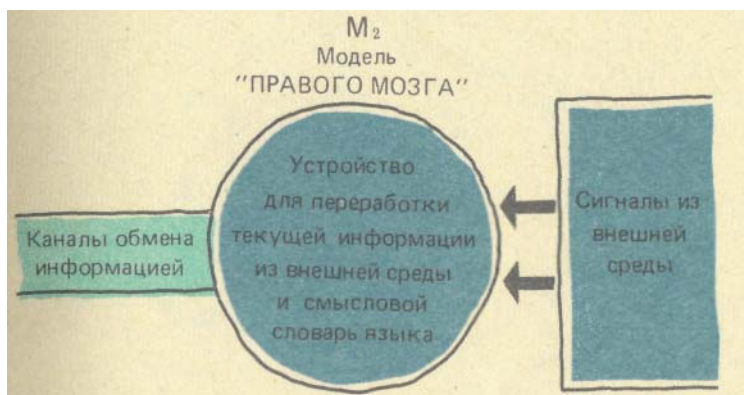 M₂
Модель
"ПРАВОГО МОЗГА"
Устройство
для переработки
текущей информации
из внешней среды
и смысловой
словарь языка
Каналы обмена
информацией
Сигналы из
внешней
среды